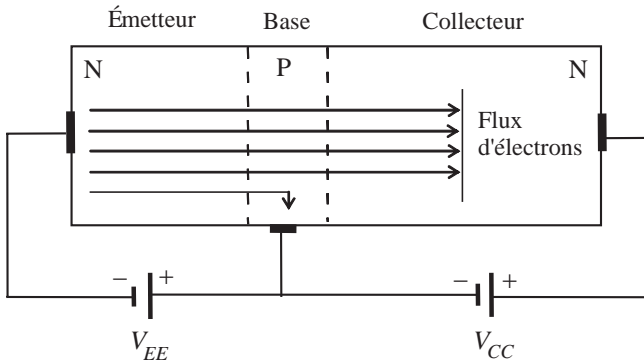 Émetteur Base Collecteur
N P N
Flux
d'électrons
− + − +
V_EE V_CC